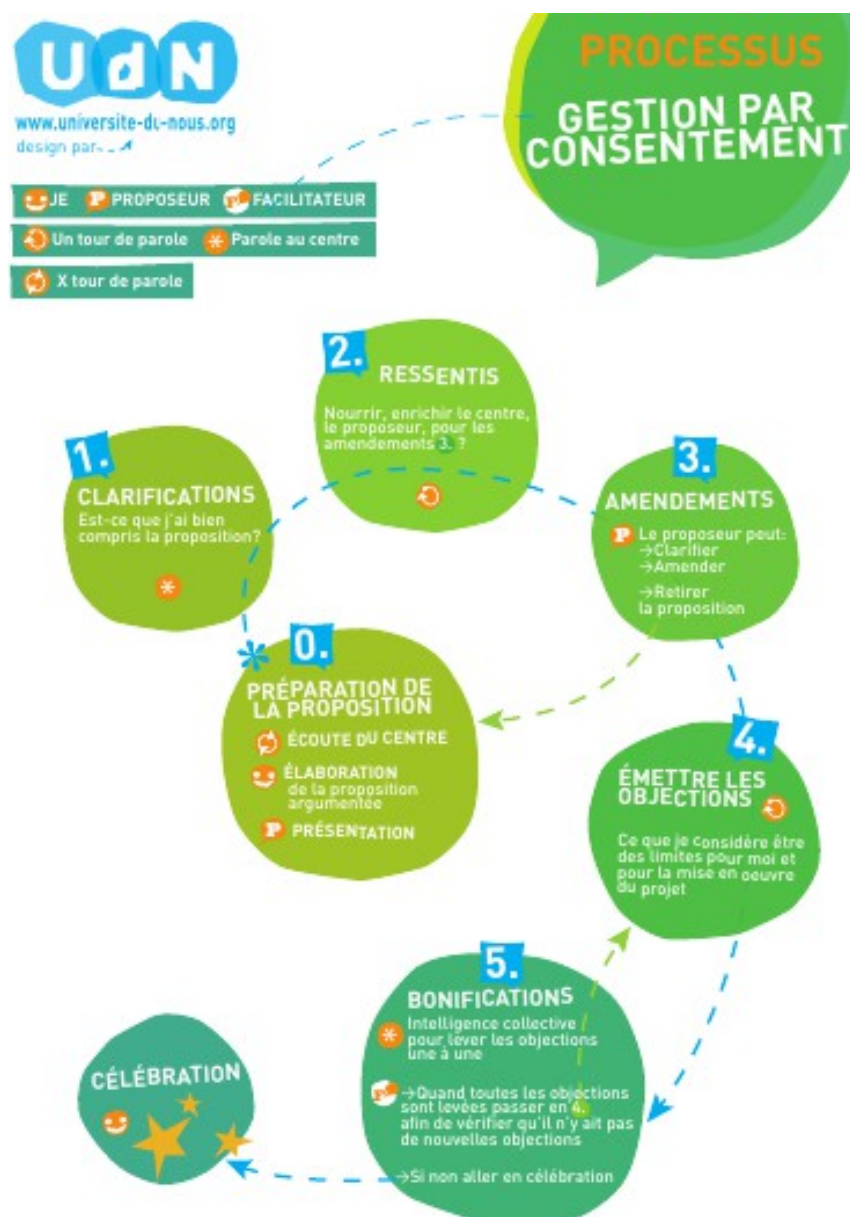 UdN
www.universite-du-nous.org
design par
PROCESSUS
GESTION PAR
CONSENTEMENT
JE P PROPOSEUR FACILITATEUR
Un tour de parole * Parole au centre
X tour de parole
2.
RESSENTIS
Nourrir, enrichir le centre,
le proposeur, pour les
amendements 3. ?
1.
CLARIFICATIONS
Est-ce que j'ai bien
compris la proposition?
*
3.
AMENDEMENTS
P Le proposeur peut:
→Clarifier
→Amender
→Retirer
la proposition
0.
PRÉPARATION DE
LA PROPOSITION
ÉCOUTE DU CENTRE
ÉLABORATION
de la proposition
argumentée
P PRÉSENTATION
4.
ÉMETTRE LES
OBJECTIONS
Ce que je considère être
des limites pour moi et
pour la mise en oeuvre
du projet
5.
BONIFICATIONS
* Intelligence collective
pour lever les objections
une à une
→Quand toutes les objections
sont levées passer en 4.
afin de vérifier qu'il n'y ait pas
de nouvelles objections
→Si non aller en célébration
CÉLÉBRATION